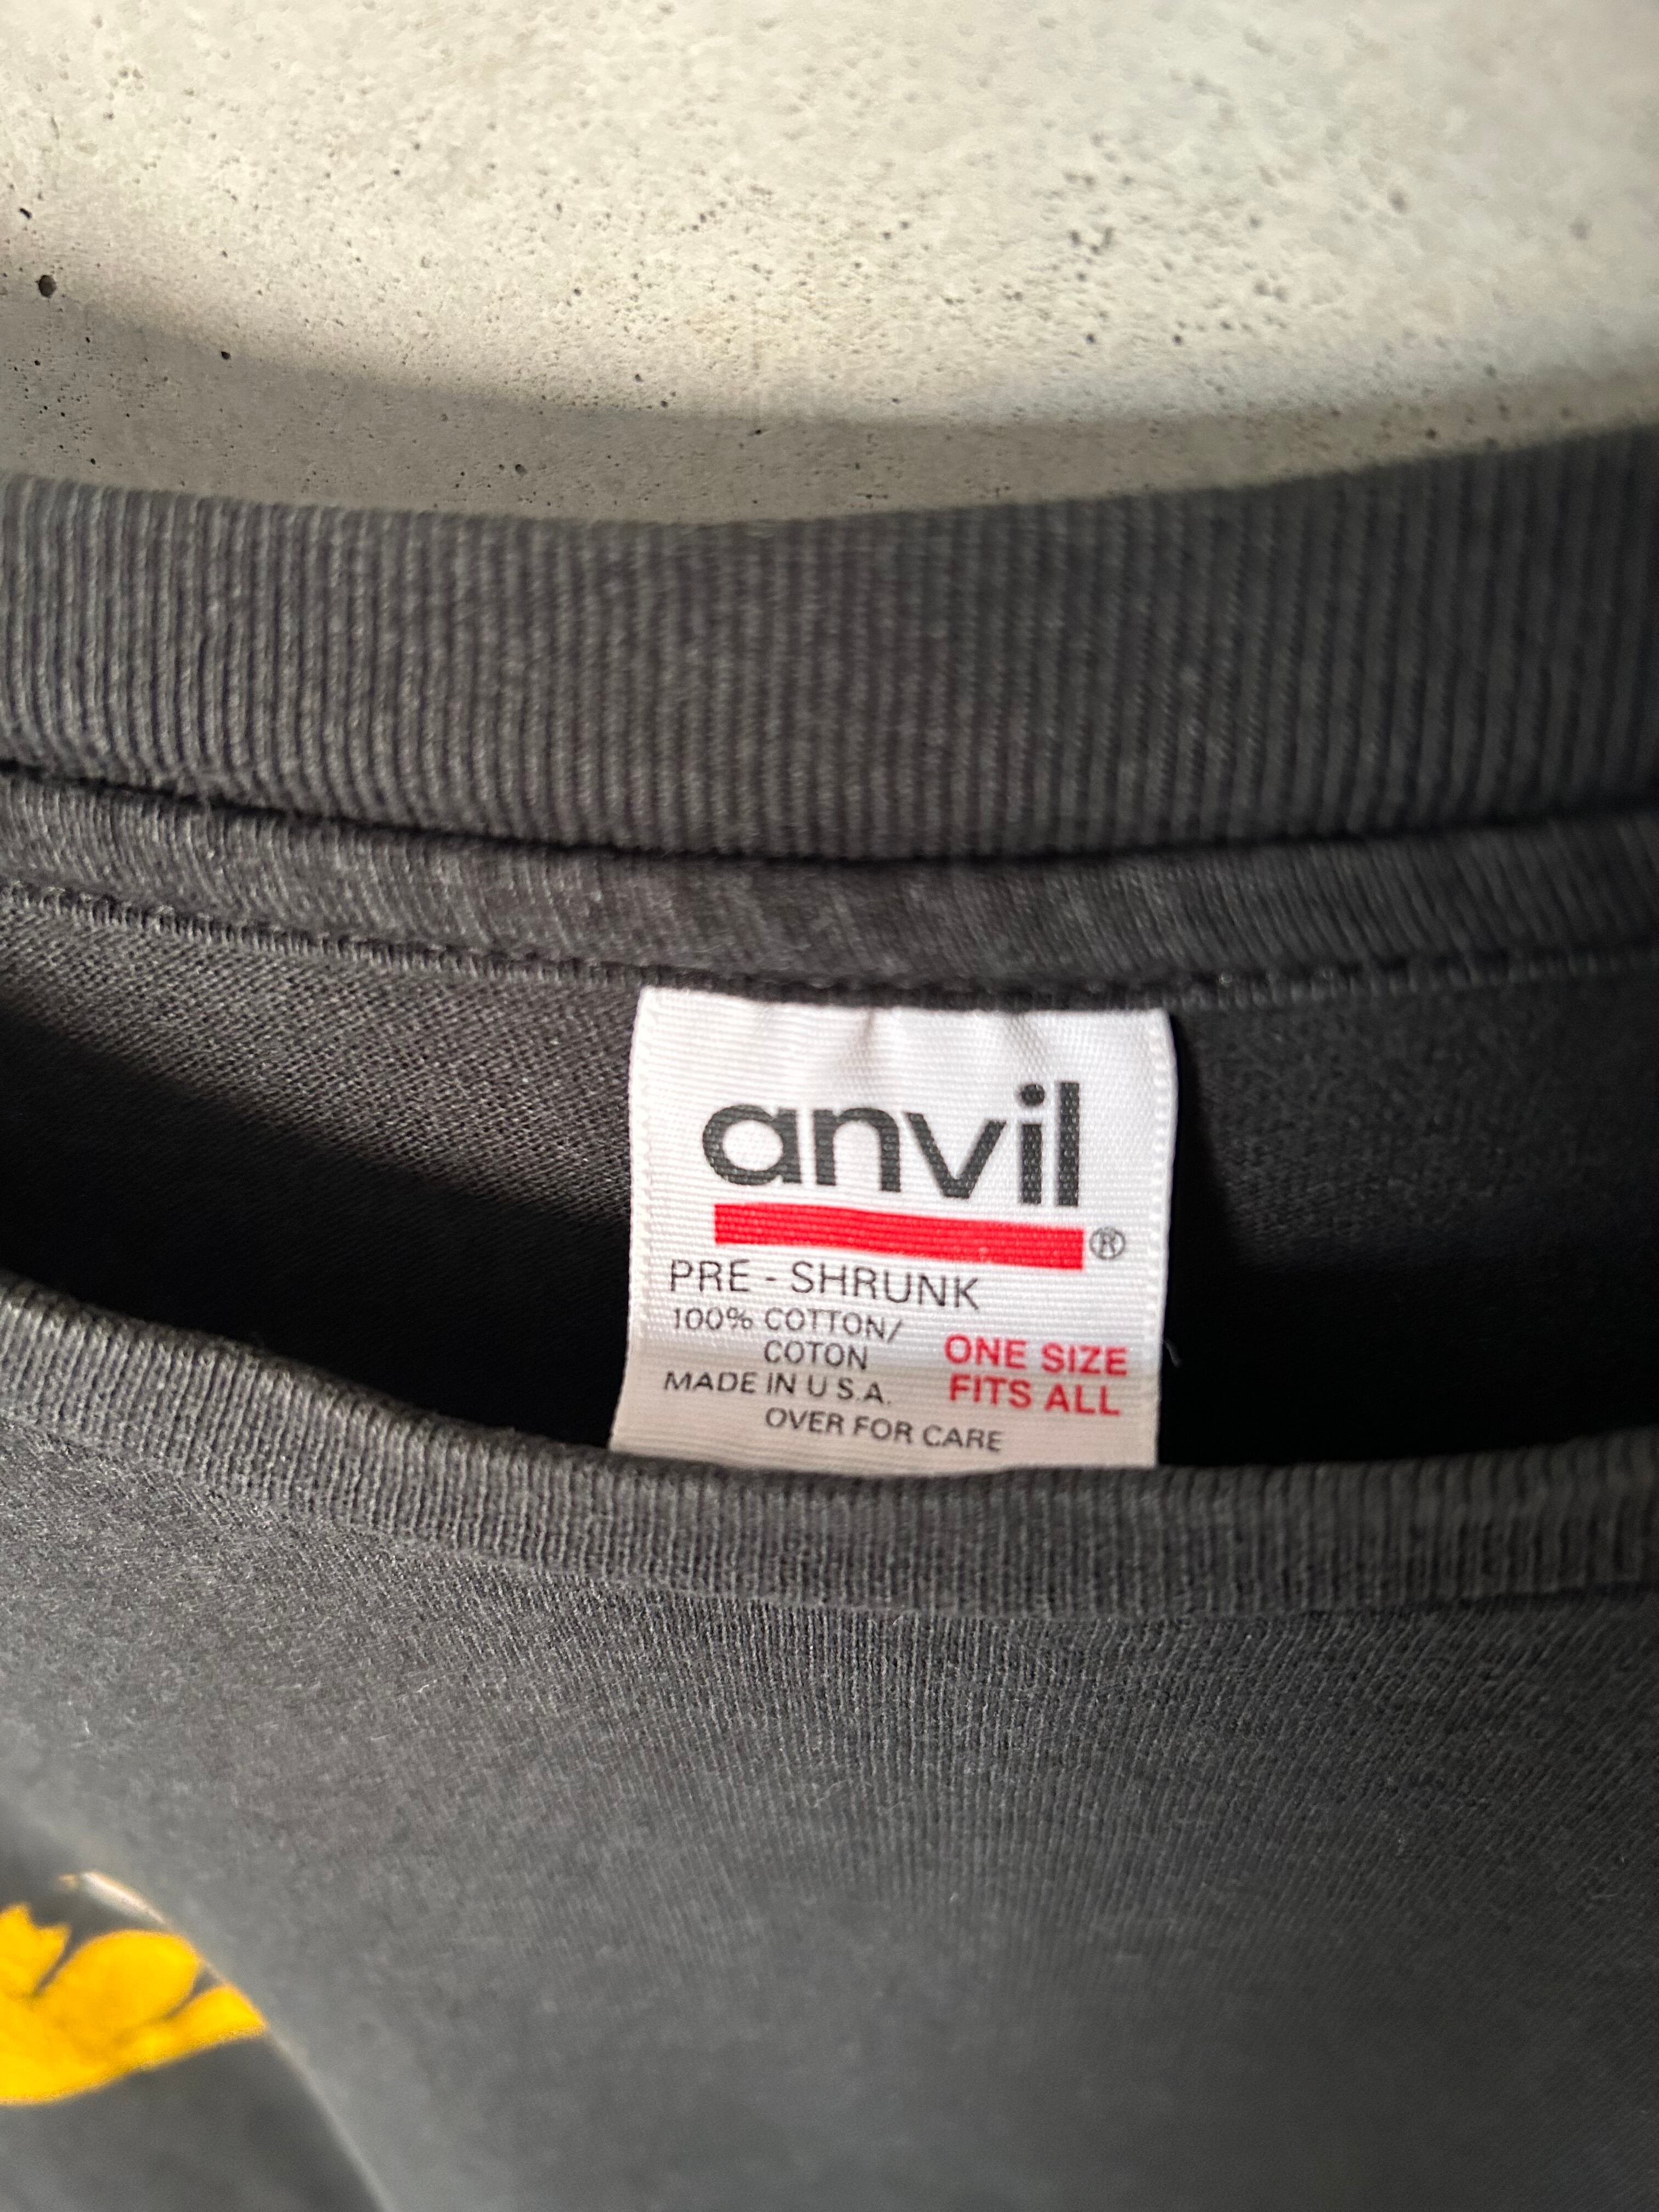 anvil®
PRE - SHRUNK
100% COTTON/
COTON
MADE IN U.S.A.
ONE SIZE
FITS ALL
OVER FOR CARE